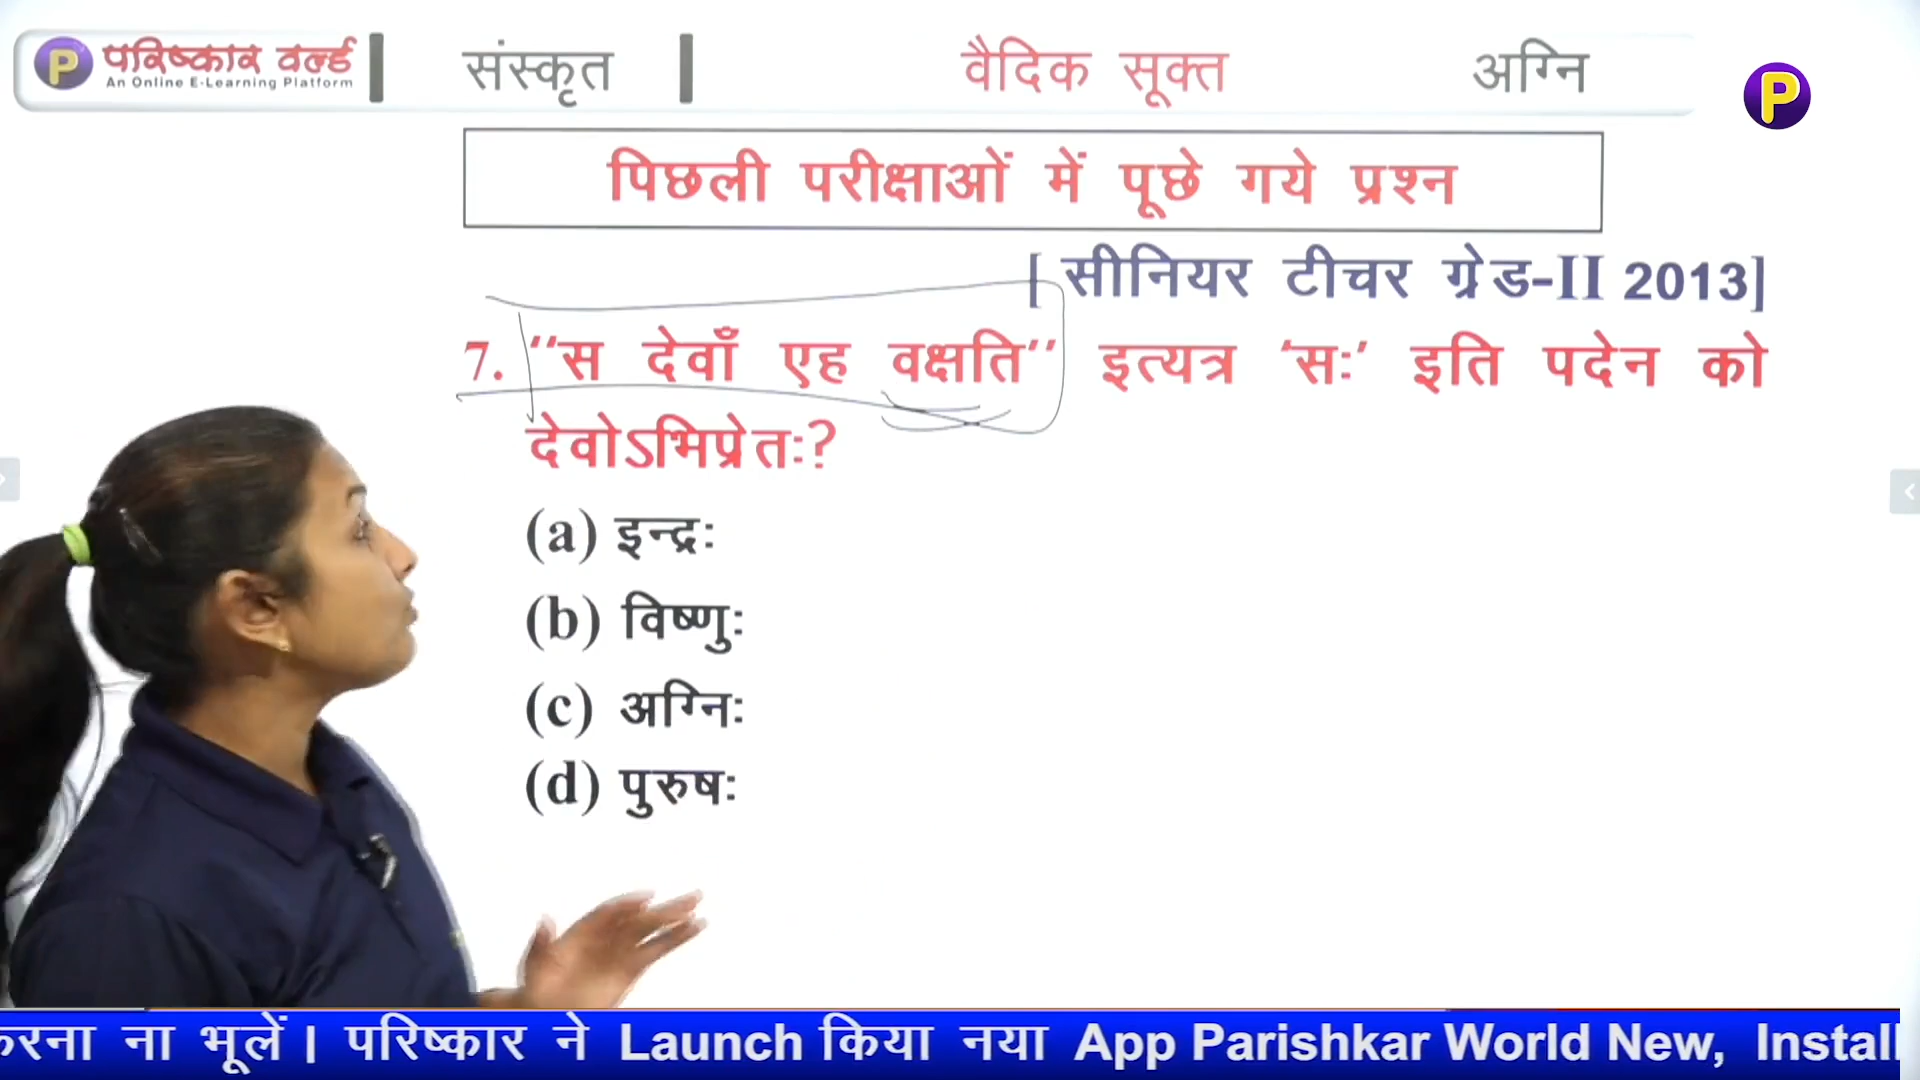 परिष्कार वर्ल्ड
An Online E-Learning Platform
संस्कृत
वैदिक सूक्त
अग्नि
P
P
पिछली परीक्षाओं में पूछे गये प्रश्न
[ सीनियर टीचर ग्रेड-II 2013]
7. ''स देवाँ एह वक्षति'' इत्यत्र 'सः' इति पदेन को
देवोऽभिप्रेतः?
(a) इन्द्रः
(b) विष्णुः
(c) अग्निः
(d) पुरुषः
करना ना भूलें। परिष्कार ने Launch किया नया App Parishkar World New, Install